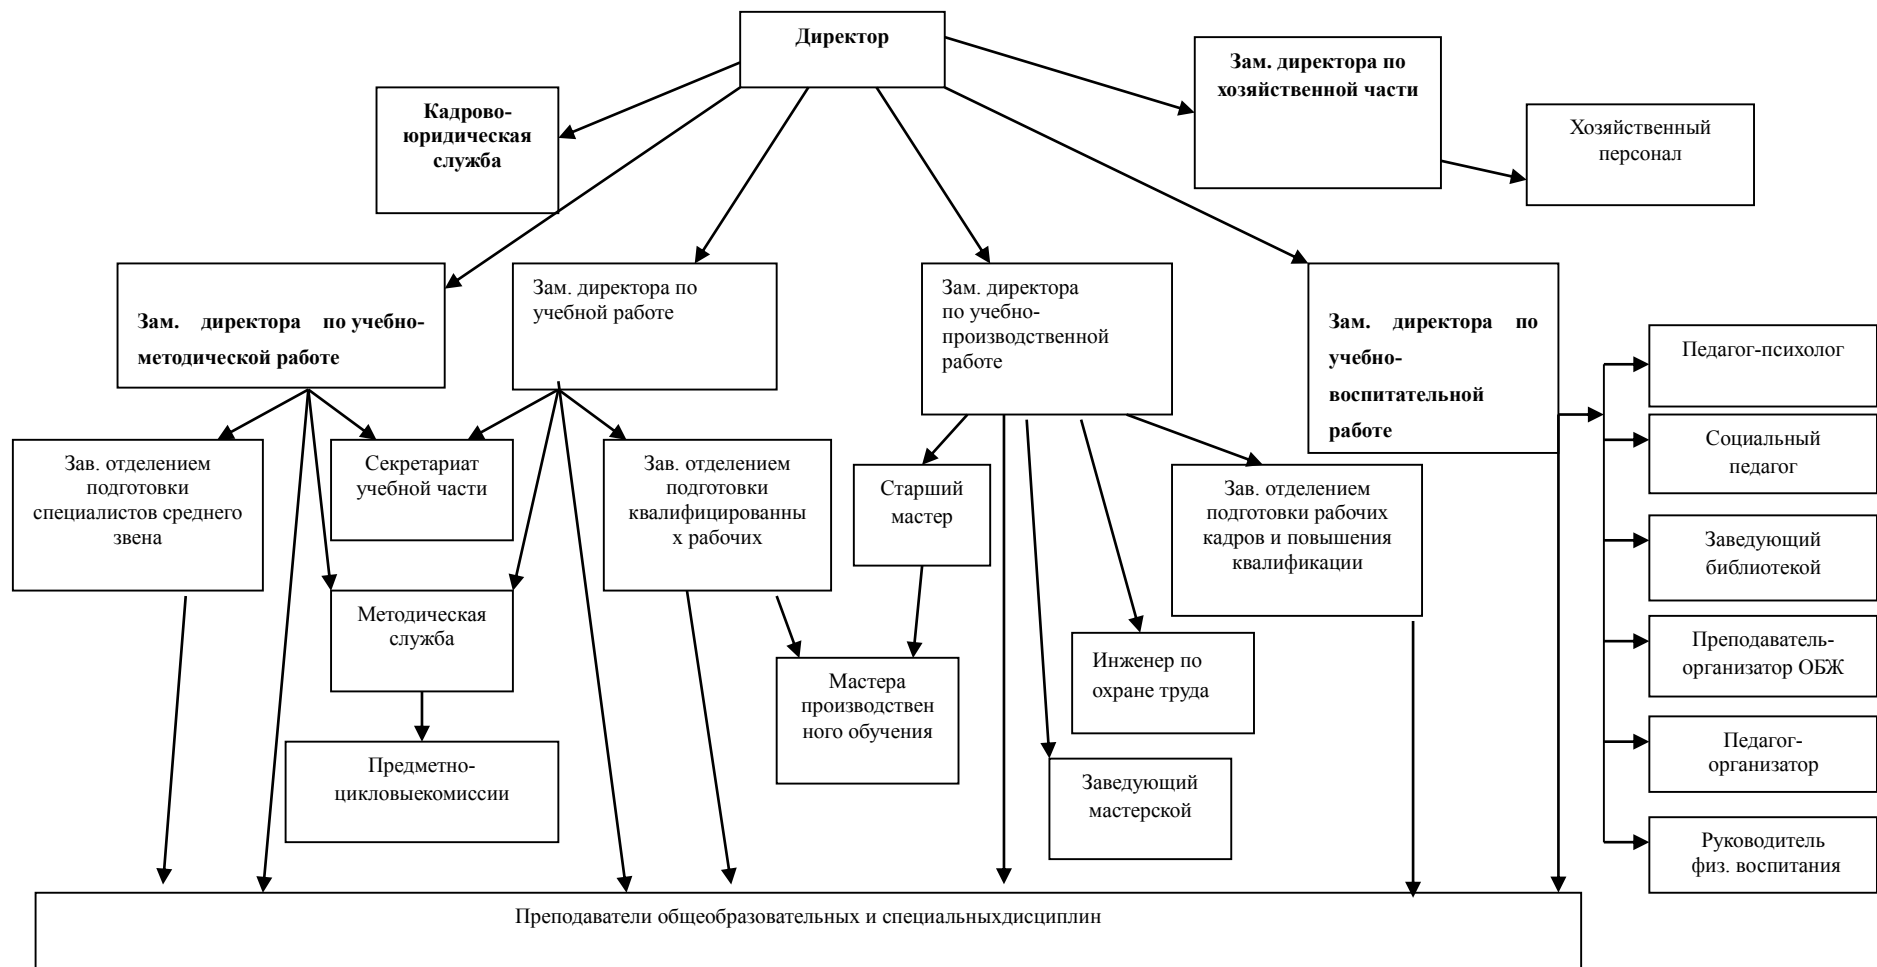 Директор
Зам. директора по
хозяйственной части
Кадрово-
юридическая
служба
Хозяйственный
персонал
Зам. директора по учебно-
методической работе
Зам. директора по
учебной работе
Зам. директора
по учебно-
производственной
работе
Зам. директора по
учебно-
воспитательной
работе
Педагог-психолог
Социальный
педагог
Заведующий
библиотекой
Преподаватель-
организатор ОБЖ
Педагог-
организатор
Руководитель
физ. воспитания
Зав. отделением
подготовки
специалистов среднего
звена
Секретариат
учебной части
Зав. отделением
подготовки
квалифицированны
х рабочих
Старший
мастер
Зав. отделением
подготовки рабочих
кадров и повышения
квалификации
Методическая
служба
Мастера
производствен
ного обучения
Инженер по
охране труда
Предметно-
цикловыекомиссии
Заведующий
мастерской
Преподаватели общеобразовательных и специальныхдисциплин